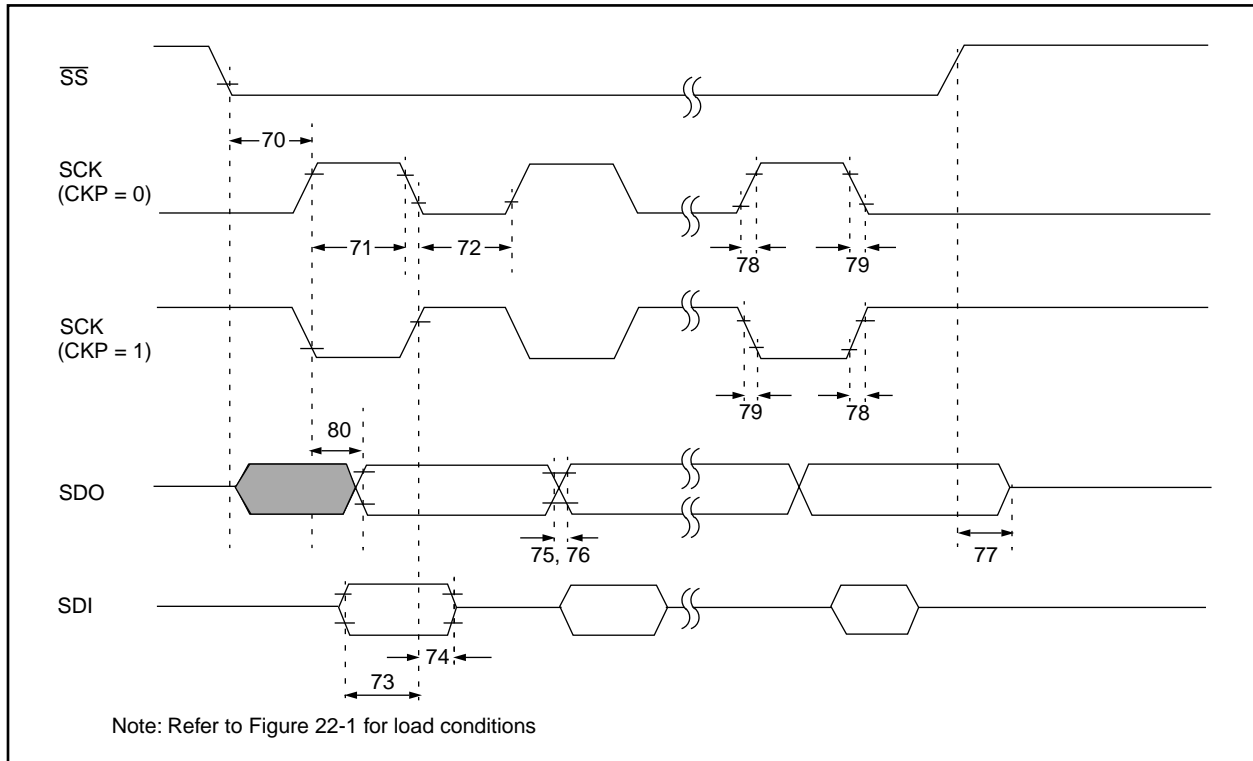 SS
70
SCK
(CKP = 0)
71
72
78
79
SCK
(CKP = 1)
79
78
80
SDO
75, 76
77
SDI
74
73
Note: Refer to Figure 22-1 for load conditions